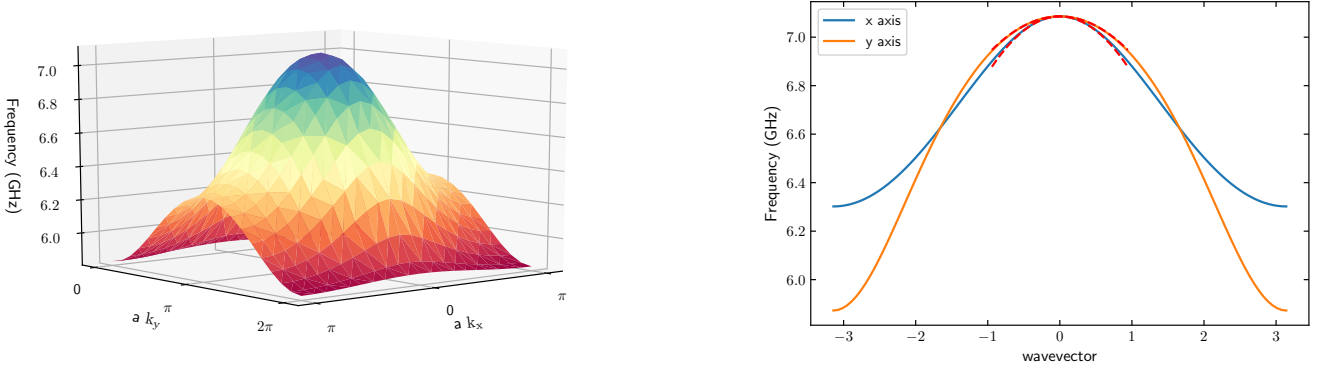 7.0
6.8
6.4
6.2
6.0
Frequency (GHz)
0
a k_y
π
2π
π
0
a k_x
π
x axis
y axis
7.0
6.8
6.6
6.4
6.2
6.0
Frequency (GHz)
−3
−2
−1
0
1
2
3
wavevector